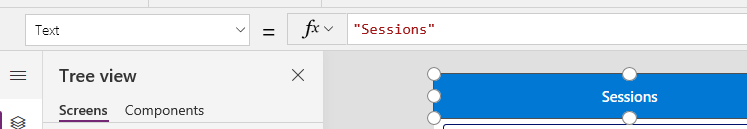 Text = fx "Sessions"
Tree view
Sessions
Screens Components